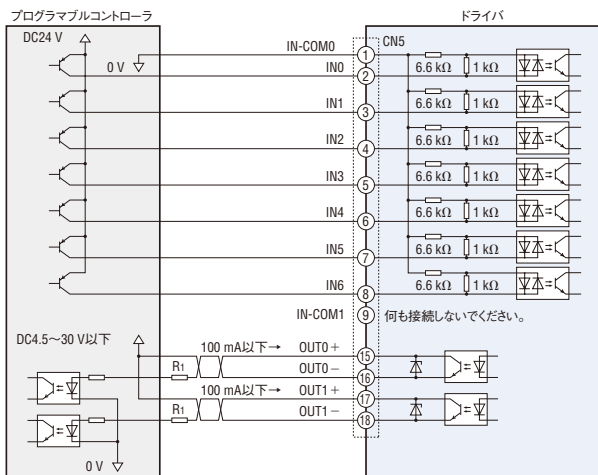 プログラマブルコントローラ
ドライバ
DC24 V
0 V
IN-COM0
1
CN5
IN0
2
6.6 kΩ
1 kΩ
IN1
3
6.6 kΩ
1 kΩ
IN2
4
6.6 kΩ
1 kΩ
IN3
5
6.6 kΩ
1 kΩ
IN4
6
6.6 kΩ
1 kΩ
IN5
7
6.6 kΩ
1 kΩ
IN6
8
6.6 kΩ
1 kΩ
IN-COM1
9
何も接続しないでください。
DC4.5～30 V以下
100 mA以下→
OUT0＋
15
R1
OUT0－
16
100 mA以下→
OUT1＋
17
R1
OUT1－
18
0 V